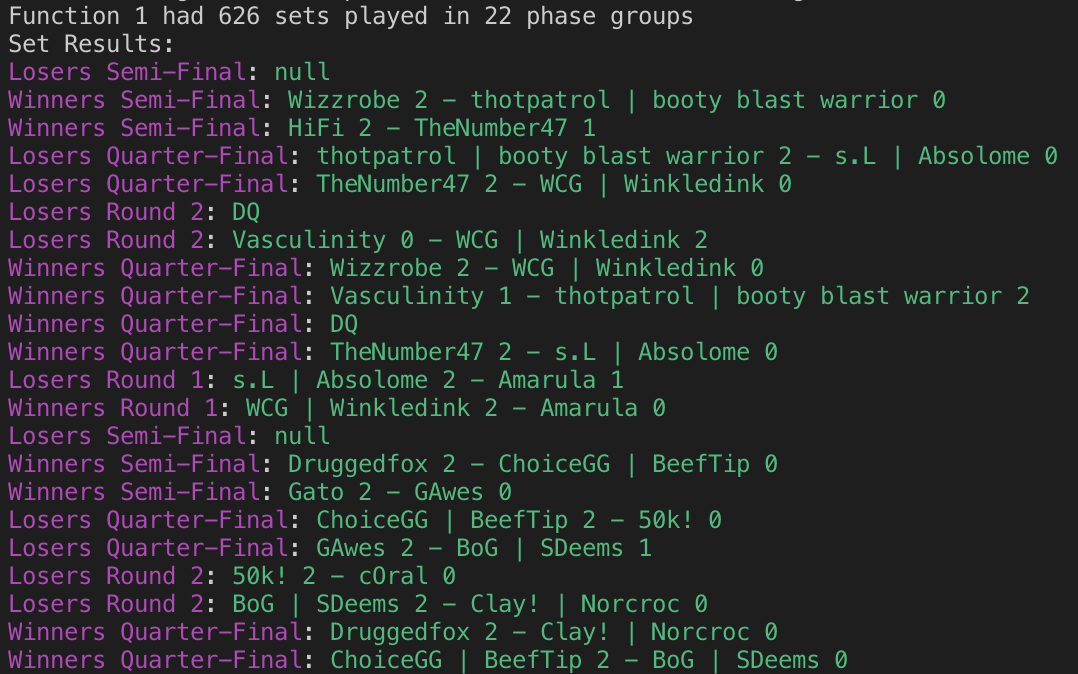 Function 1 had 626 sets played in 22 phase groups
Set Results:
Losers Semi-Final: null
Winners Semi-Final: Wizzrobe 2 - thotpatrol | booty blast warrior 0
Winners Semi-Final: HiFi 2 - TheNumber47 1
Losers Quarter-Final: thotpatrol | booty blast warrior 2 - s.L | Absolome 0
Losers Quarter-Final: TheNumber47 2 - WCG | Winkledink 0
Losers Round 2: DQ
Losers Round 2: Vasculinity 0 - WCG | Winkledink 2
Winners Quarter-Final: Wizzrobe 2 - WCG | Winkledink 0
Winners Quarter-Final: Vasculinity 1 - thotpatrol | booty blast warrior 2
Winners Quarter-Final: DQ
Winners Quarter-Final: TheNumber47 2 - s.L | Absolome 0
Losers Round 1: s.L | Absolome 2 - Amarula 1
Winners Round 1: WCG | Winkledink 2 - Amarula 0
Losers Semi-Final: null
Winners Semi-Final: Druggedfox 2 - ChoiceGG | BeefTip 0
Winners Semi-Final: Gato 2 - GAwes 0
Losers Quarter-Final: ChoiceGG | BeefTip 2 - 50k! 0
Losers Quarter-Final: GAwes 2 - BoG | SDeems 1
Losers Round 2: 50k! 2 - cOral 0
Losers Round 2: BoG | SDeems 2 - Clay! | Norcroc 0
Winners Quarter-Final: Druggedfox 2 - Clay! | Norcroc 0
Winners Quarter-Final: ChoiceGG | BeefTip 2 - BoG | SDeems 0